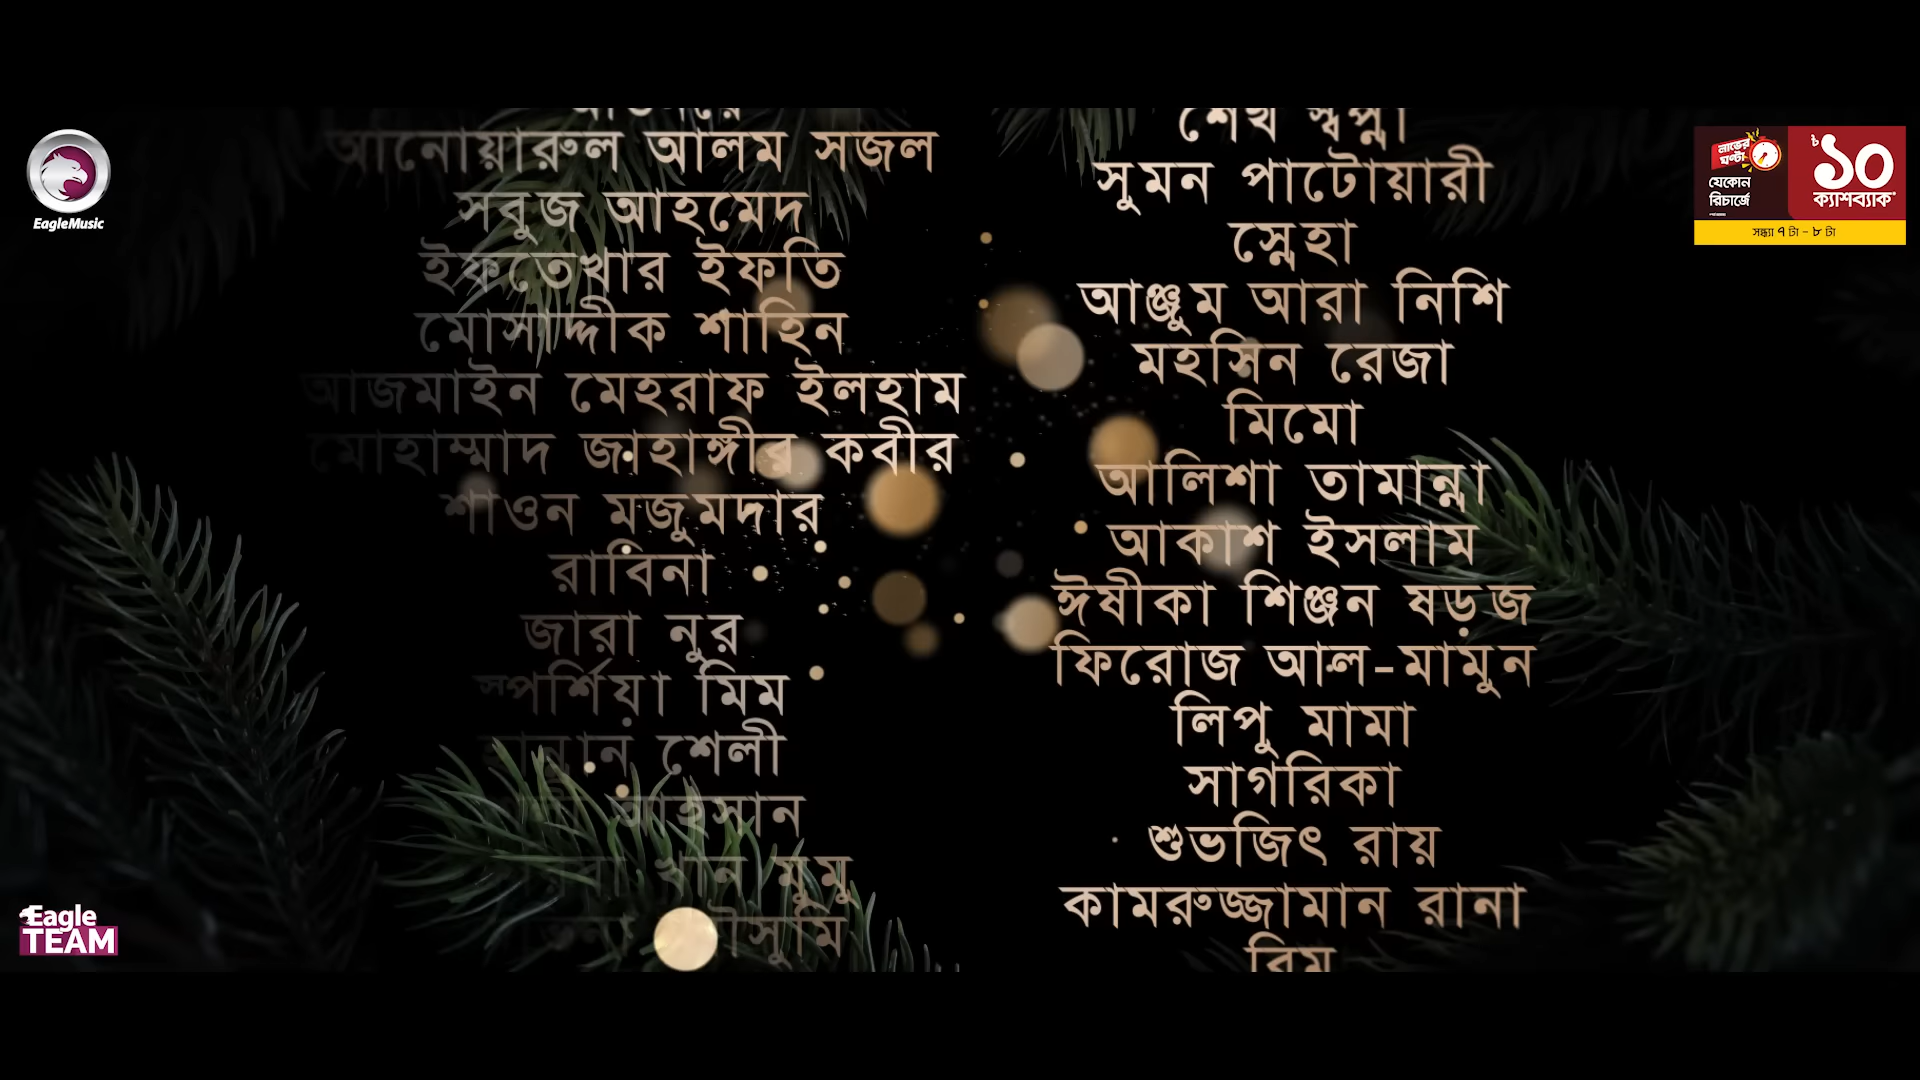 আনোয়ারুল আলম সজল
সবুজ আহমেদ
ইফতেখার ইফতি
মোসাদ্দীক শাহিন
আজমাইন মেহরাফ ইলহাম
মোহাম্মাদ জাহাঙ্গীর কবীর
শাওন মজুমদার
রাবিনা
জারা নুর
স্পর্শিয়া মিম
শেলী
আহসান
খান মুমু
শেখ স্বপ্না
সুমন পাটোয়ারী
স্নেহা
আঞ্জুম আরা নিশি
মহসিন রেজা
মিমো
আলিশা তামান্না
আকাশ ইসলাম
ঈষীকা শিঞ্জন ষড়জ
ফিরোজ আল-মামুন
লিপু মামা
সাগরিকা
শুভজিৎ রায়
কামরুজ্জামান রানা
EagleMusic
Eagle
TEAM
লাভের
ঘণ্টা
যেকোন
রিচার্জে
৳১০
ক্যাশব্যাক*
সন্ধ্যা ৭ টা - ৮ টা